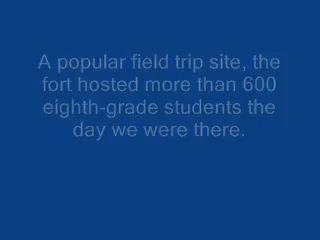 A popular field trip site, the
fort hosted more than 600
eighth-grade students the
day we were there.